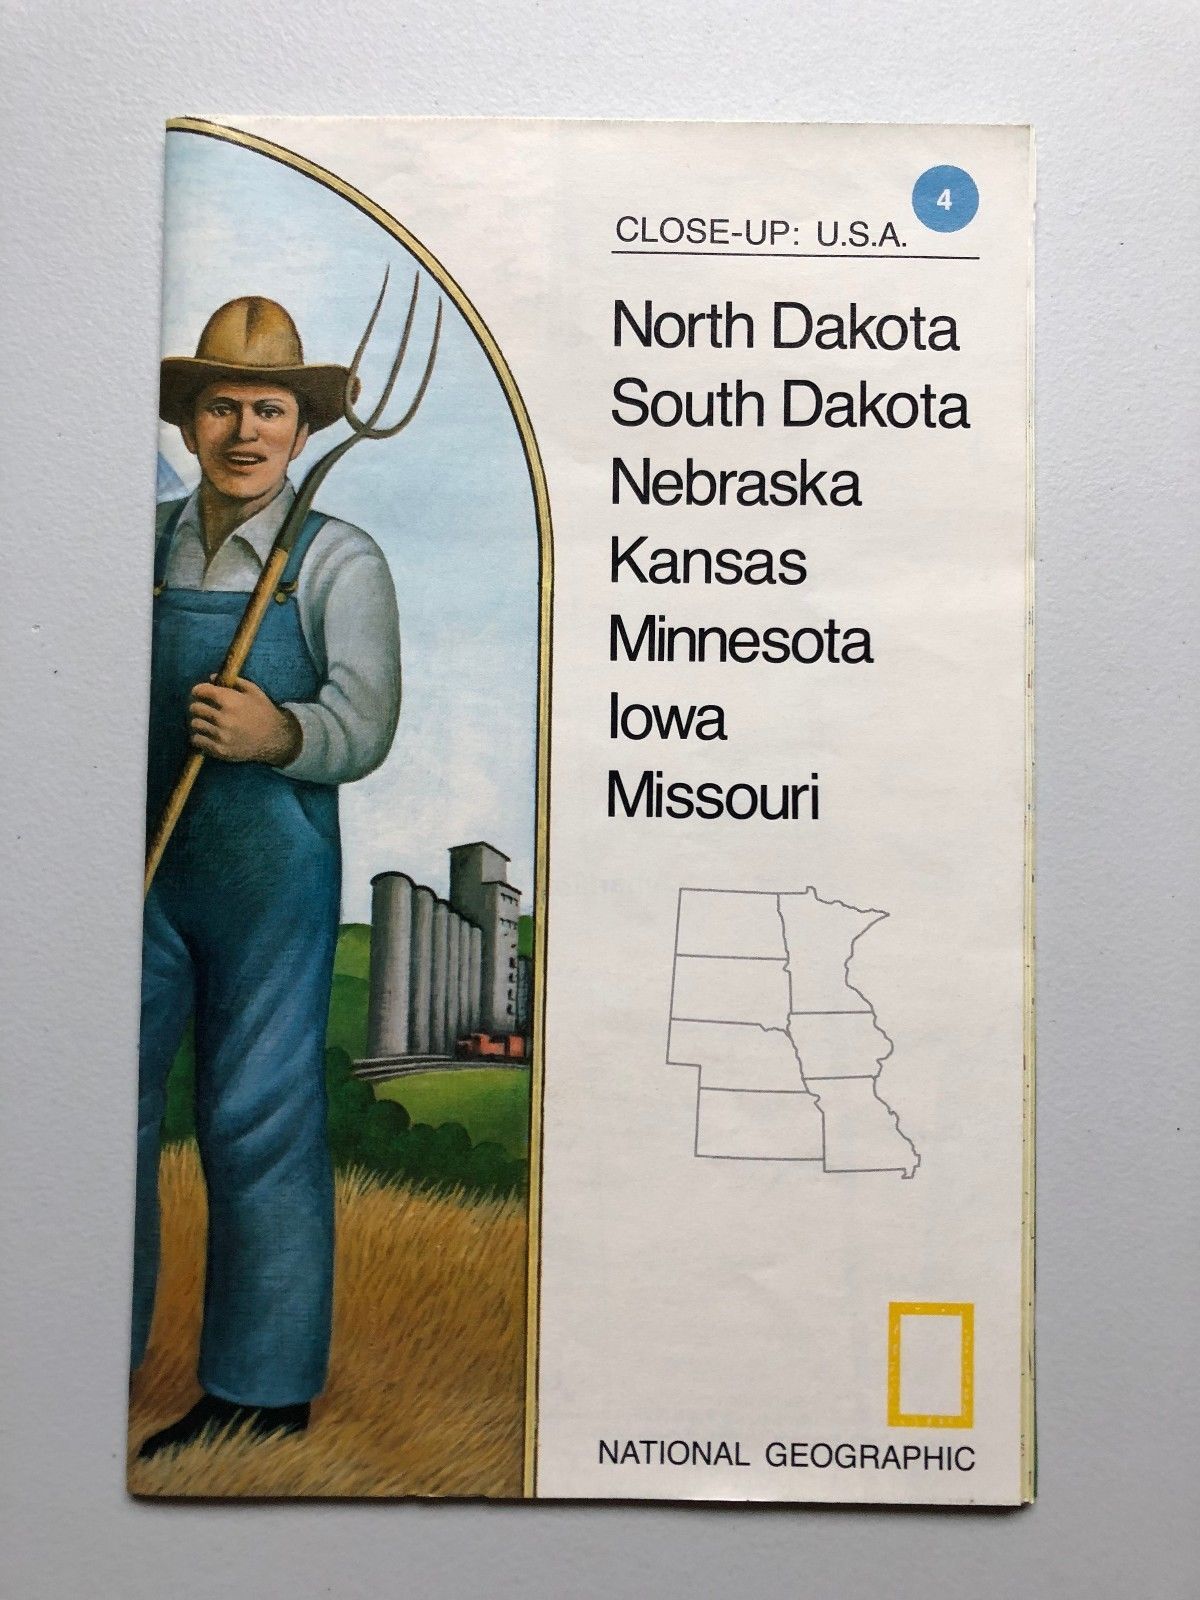 4
CLOSE-UP: U.S.A.
North Dakota
South Dakota
Nebraska
Kansas
Minnesota
Iowa
Missouri
NATIONAL GEOGRAPHIC